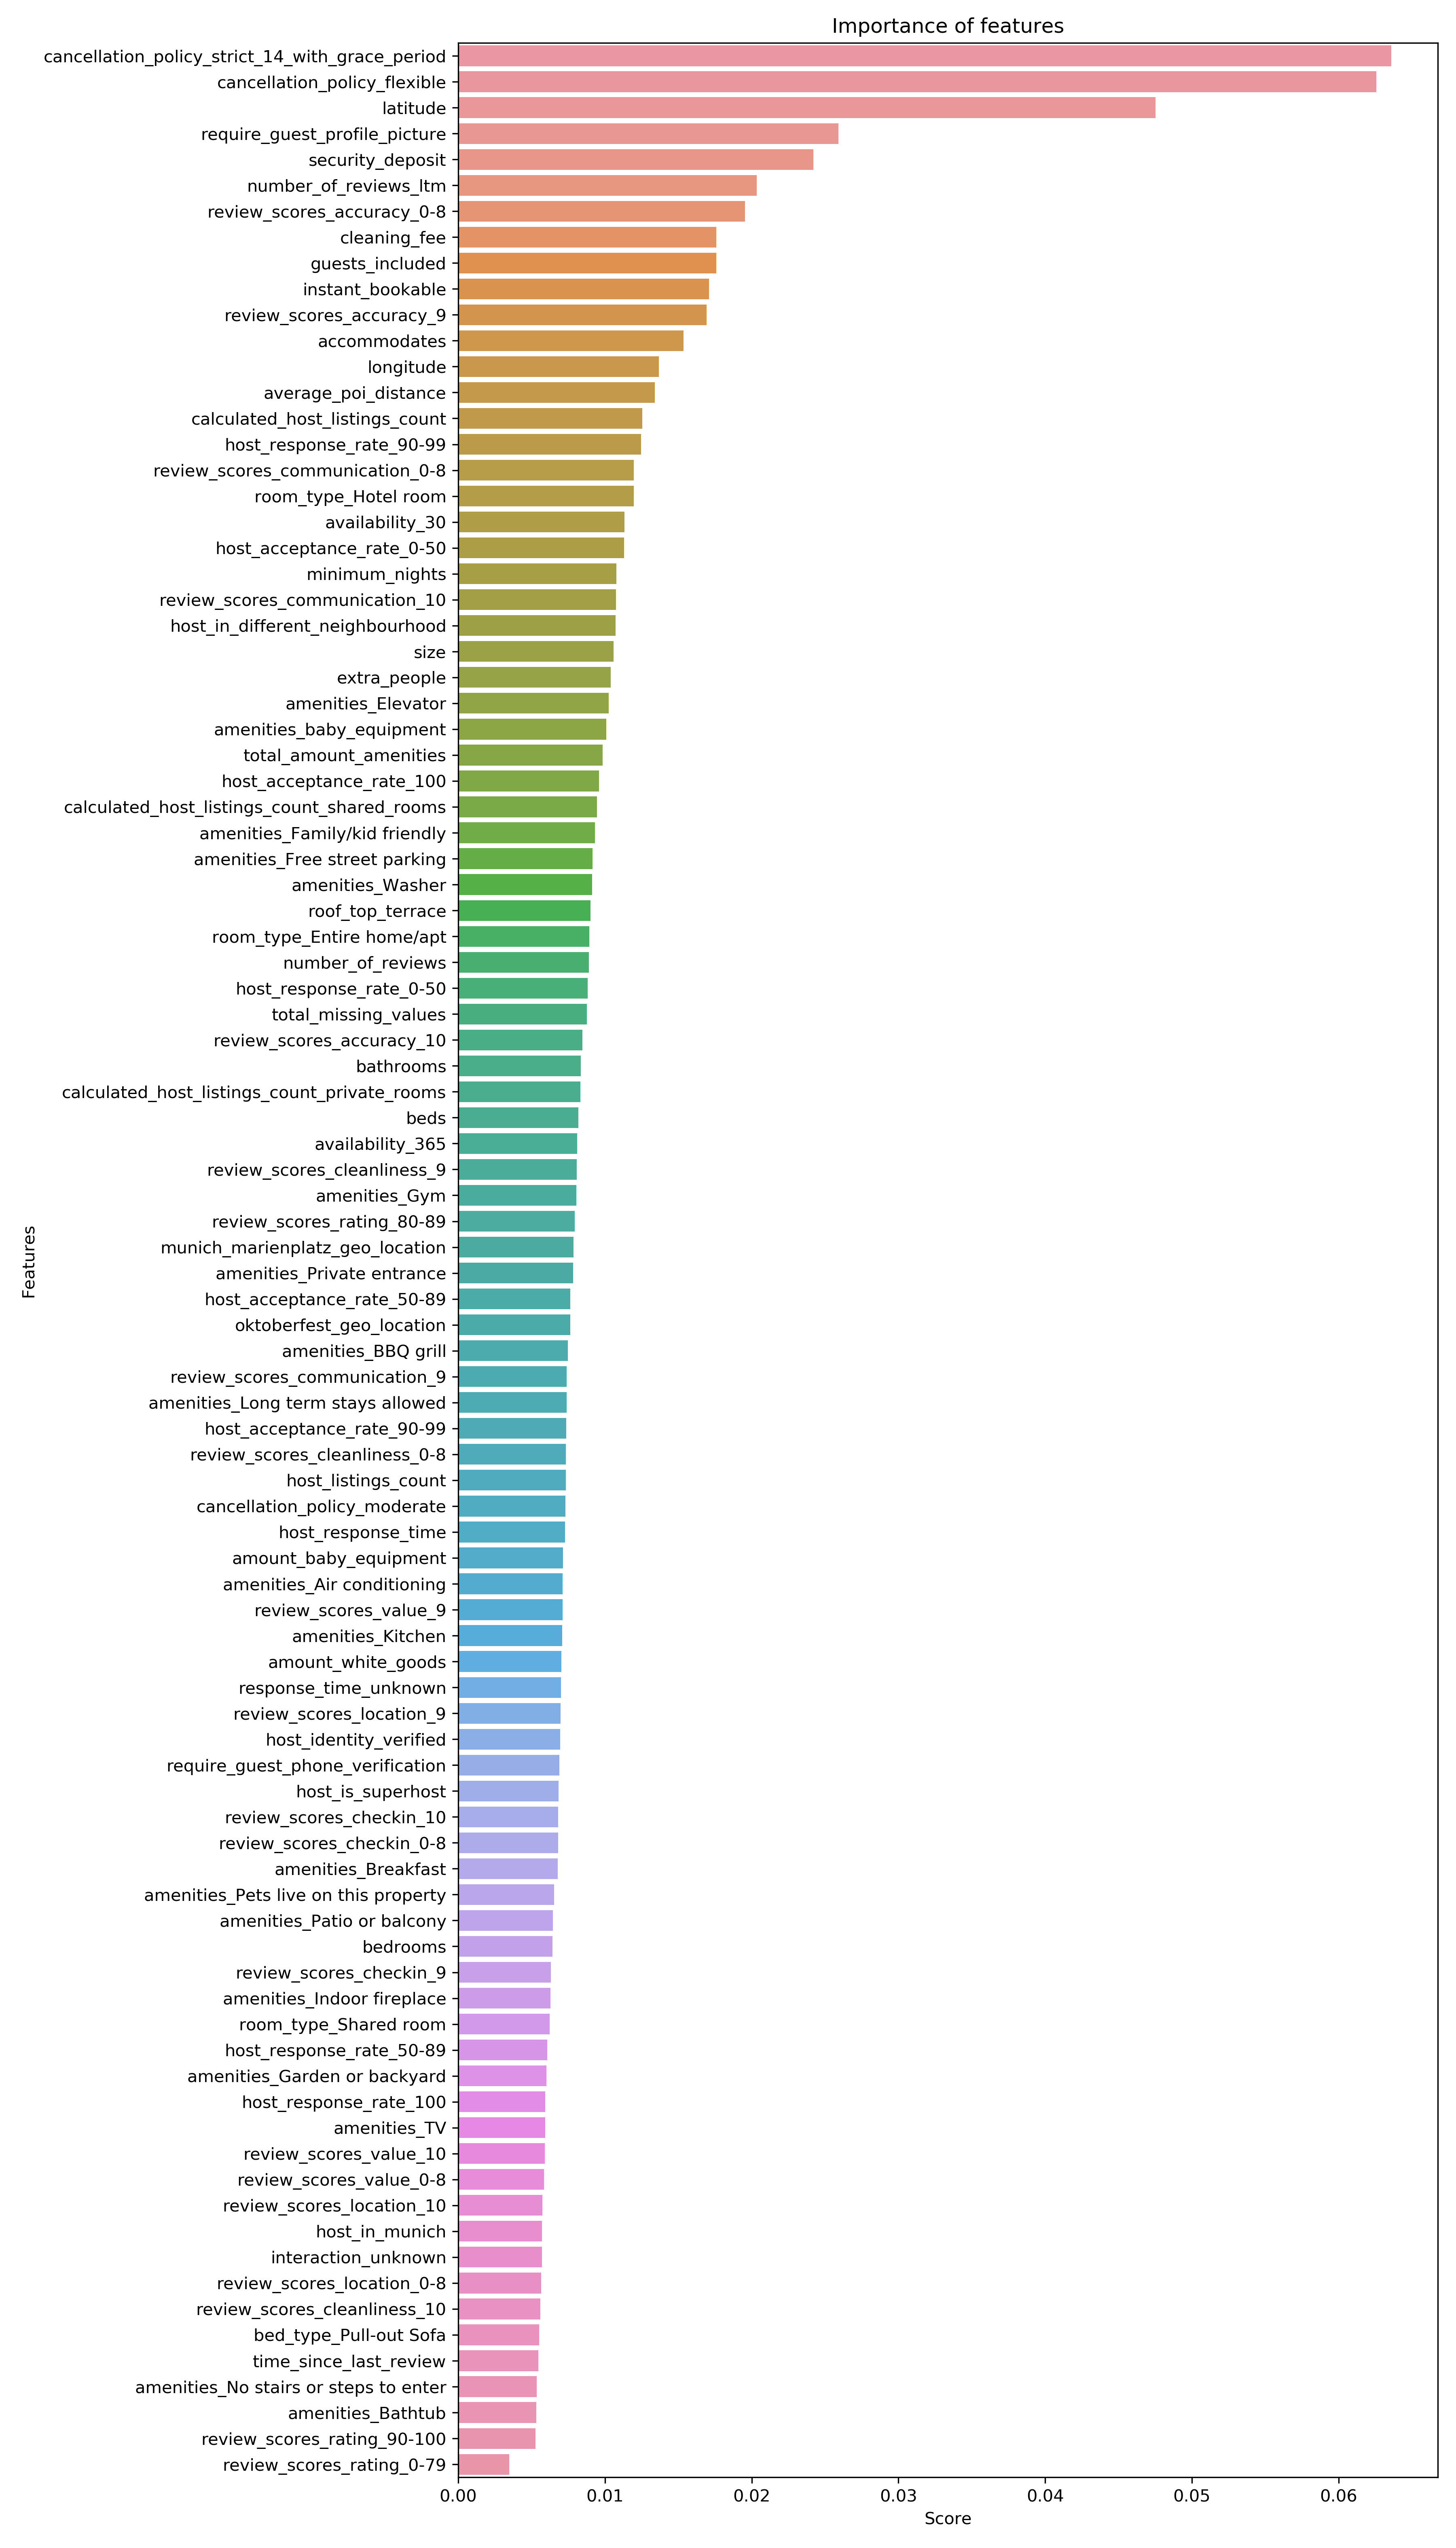 Importance of features
cancellation_policy_strict_14_with_grace_period
cancellation_policy_flexible
latitude
require_guest_profile_picture
security_deposit
number_of_reviews_ltm
review_scores_accuracy_0-8
cleaning_fee
guests_included
instant_bookable
review_scores_accuracy_9
accommodates
longitude
average_poi_distance
calculated_host_listings_count
host_response_rate_90-99
review_scores_communication_0-8
room_type_Hotel room
availability_30
host_acceptance_rate_0-50
minimum_nights
review_scores_communication_10
host_in_different_neighbourhood
size
extra_people
amenities_Elevator
amenities_baby_equipment
total_amount_amenities
host_acceptance_rate_100
calculated_host_listings_count_shared_rooms
amenities_Family/kid friendly
amenities_Free street parking
amenities_Washer
roof_top_terrace
room_type_Entire home/apt
number_of_reviews
host_response_rate_0-50
total_missing_values
review_scores_accuracy_10
bathrooms
calculated_host_listings_count_private_rooms
beds
availability_365
review_scores_cleanliness_9
amenities_Gym
review_scores_rating_80-89
munich_marienplatz_geo_location
amenities_Private entrance
host_acceptance_rate_50-89
oktoberfest_geo_location
amenities_BBQ grill
review_scores_communication_9
amenities_Long term stays allowed
host_acceptance_rate_90-99
review_scores_cleanliness_0-8
host_listings_count
cancellation_policy_moderate
host_response_time
amount_baby_equipment
amenities_Air conditioning
review_scores_value_9
amenities_Kitchen
amount_white_goods
response_time_unknown
review_scores_location_9
host_identity_verified
require_guest_phone_verification
host_is_superhost
review_scores_checkin_10
review_scores_checkin_0-8
amenities_Breakfast
amenities_Pets live on this property
amenities_Patio or balcony
bedrooms
review_scores_checkin_9
amenities_Indoor fireplace
room_type_Shared room
host_response_rate_50-89
amenities_Garden or backyard
host_response_rate_100
amenities_TV
review_scores_value_10
review_scores_value_0-8
review_scores_location_10
host_in_munich
interaction_unknown
review_scores_location_0-8
review_scores_cleanliness_10
bed_type_Pull-out Sofa
time_since_last_review
amenities_No stairs or steps to enter
amenities_Bathtub
review_scores_rating_90-100
review_scores_rating_0-79
Features
0.00 0.01 0.02 0.03 0.04 0.05 0.06
Score